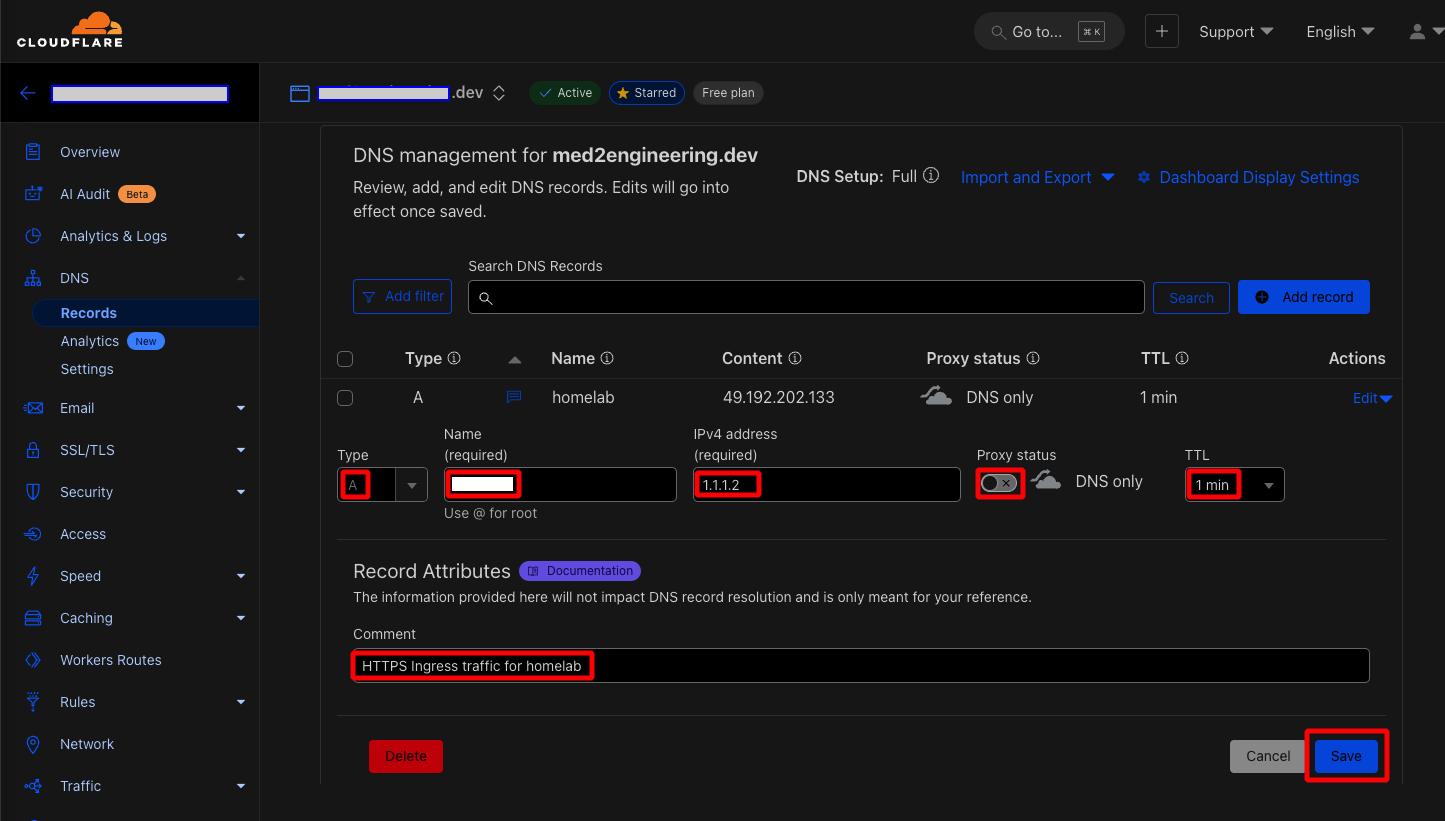 CLOUDFLARE
Go to... ⌘ K
Support
English
.dev
Active
Starred
Free plan
Overview
AI Audit Beta
Analytics & Logs
DNS
Records
Analytics New
Settings
Email
SSL/TLS
Security
Access
Speed
Caching
Workers Routes
Rules
Network
Traffic
DNS management for med2engineering.dev
Review, add, and edit DNS records. Edits will go into
effect once saved.
DNS Setup: Full
Import and Export
Dashboard Display Settings
Search DNS Records
Add filter
Search
Add record
Type Name Content Proxy status TTL Actions
A homelab 49.192.202.133 DNS only 1 min Edit
Type
A
Name
(required)
Use @ for root
IPv4 address
(required)
1.1.1.2
Proxy status
DNS only
TTL
1 min
Record Attributes Documentation
The information provided here will not impact DNS record resolution and is only meant for your reference.
Comment
HTTPS Ingress traffic for homelab
Delete
Cancel
Save